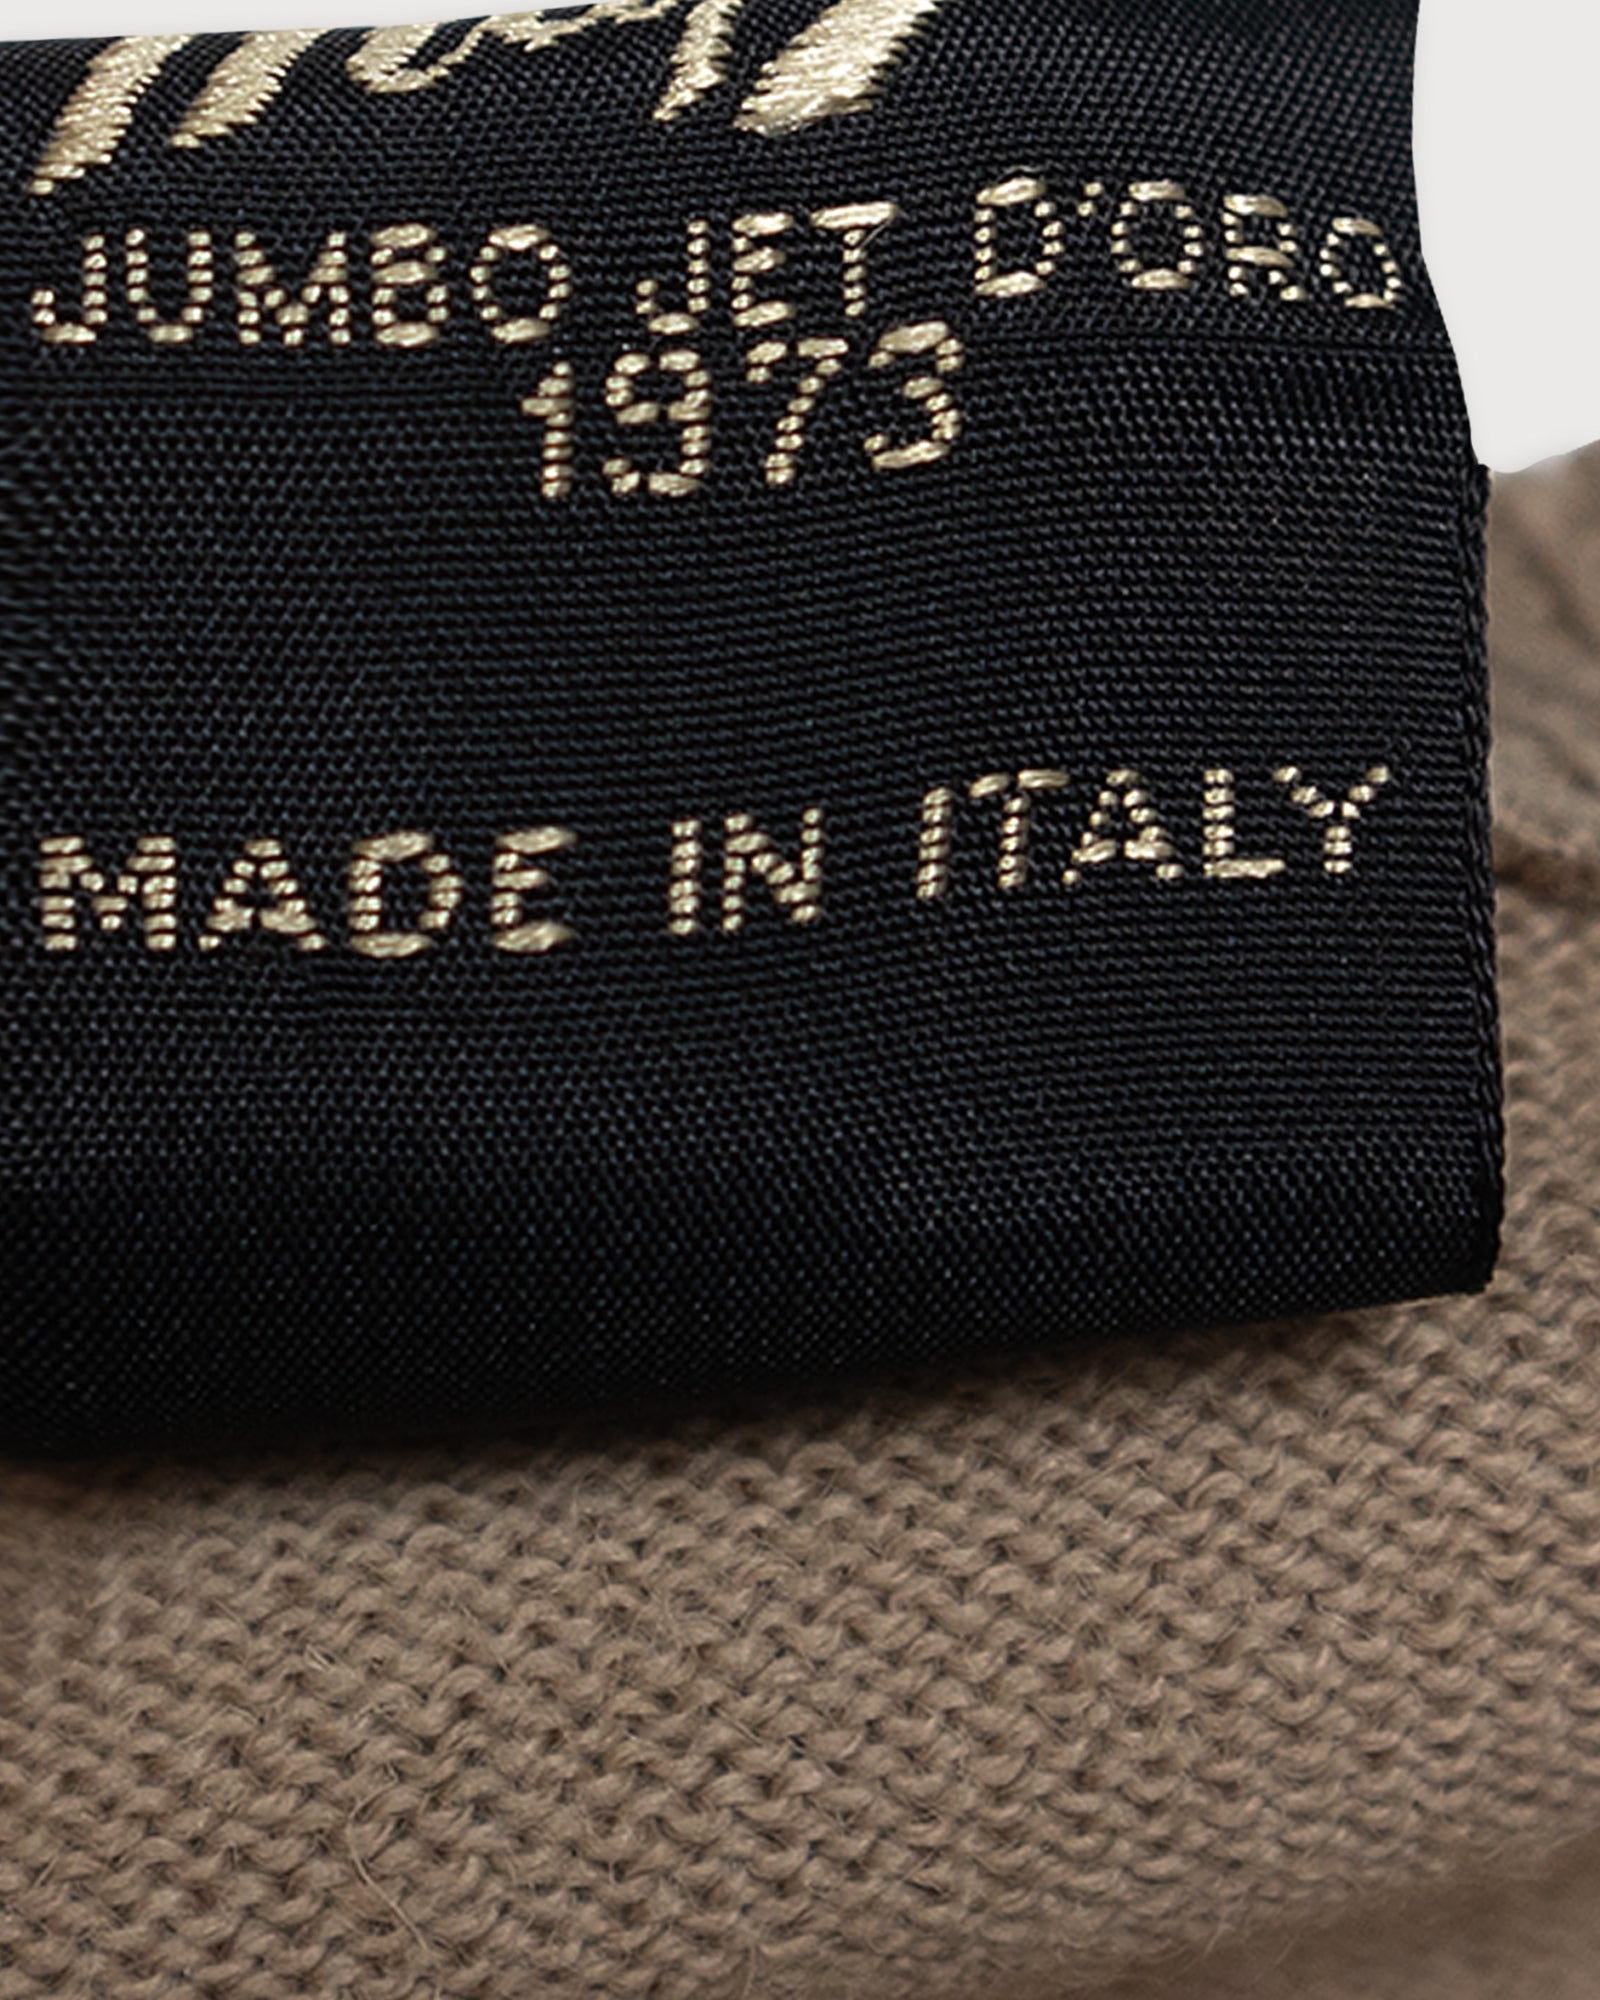 JUMBO JET D'ORO
1973
MADE IN ITALY